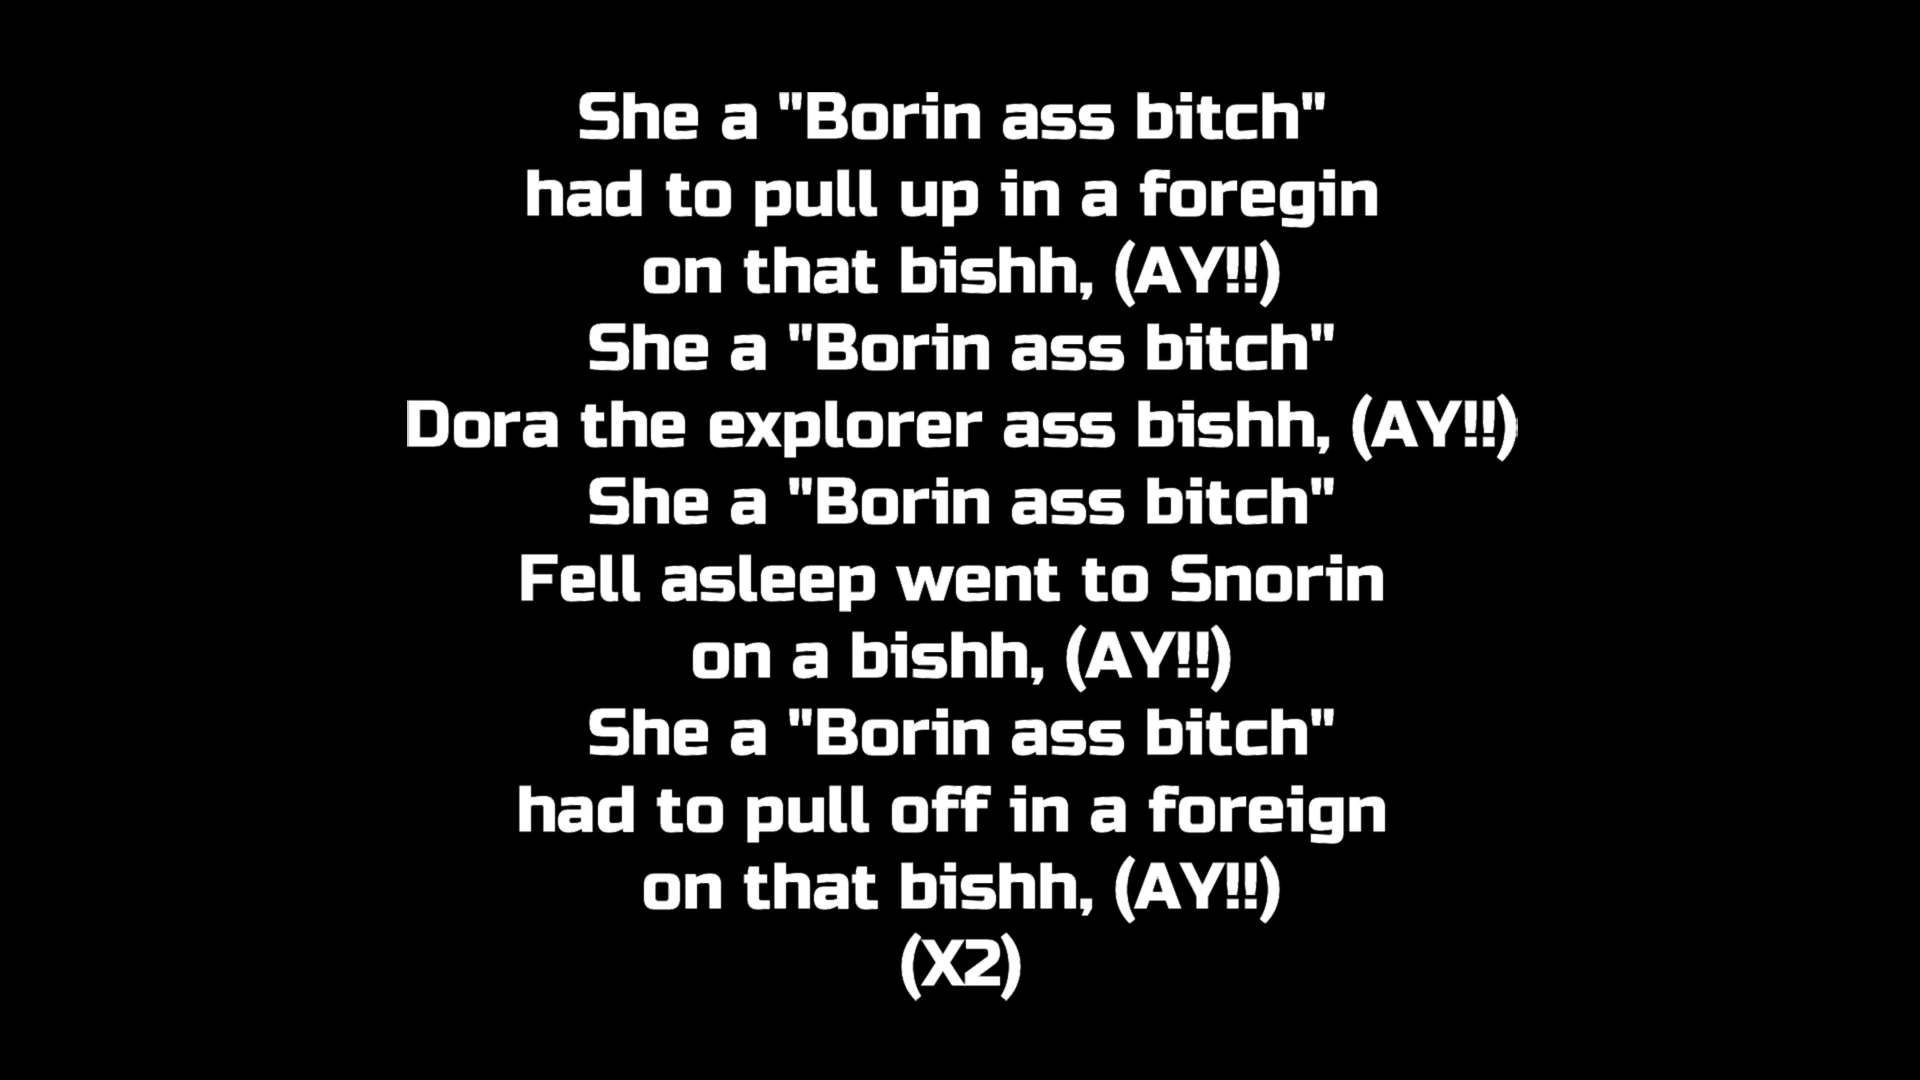 She a "Borin ass bitch"
had to pull up in a foregin
on that bishh, (AY!!)
She a "Borin ass bitch"
Dora the explorer ass bishh, (AY!!)
She a "Borin ass bitch"
Fell asleep went to Snorin
on a bishh, (AY!!)
She a "Borin ass bitch"
had to pull off in a foreign
on that bishh, (AY!!)
(X2)